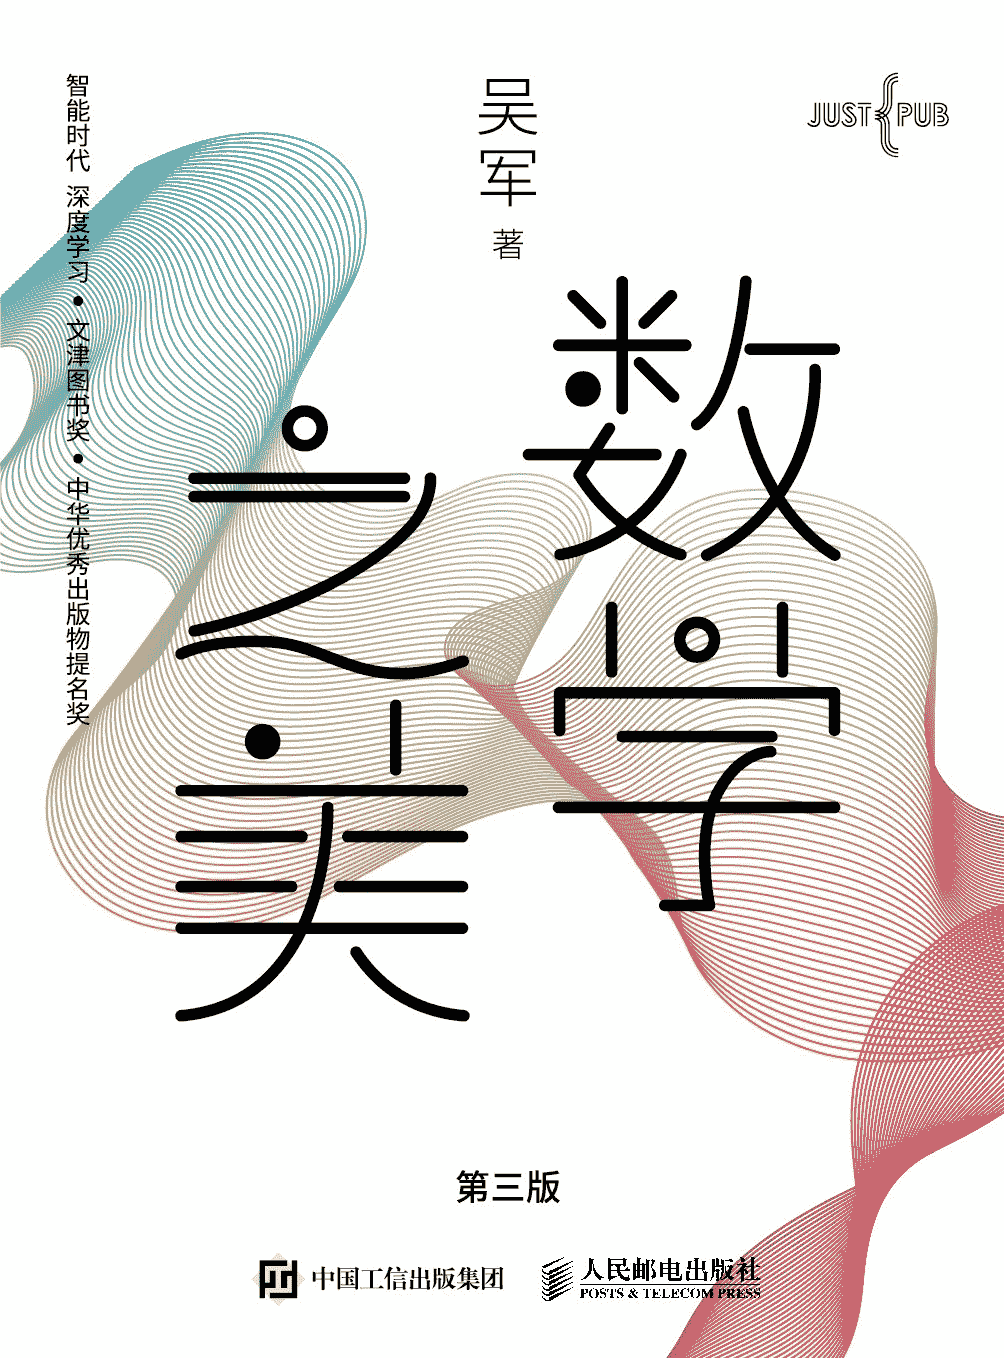 智能时代 深度学习•文津图书奖•中华优秀出版物提名奖
吴军
著
JUST PUB
数学
之美
第三版
中国工信出版集团
人民邮电出版社
POSTS & TELECOM PRESS